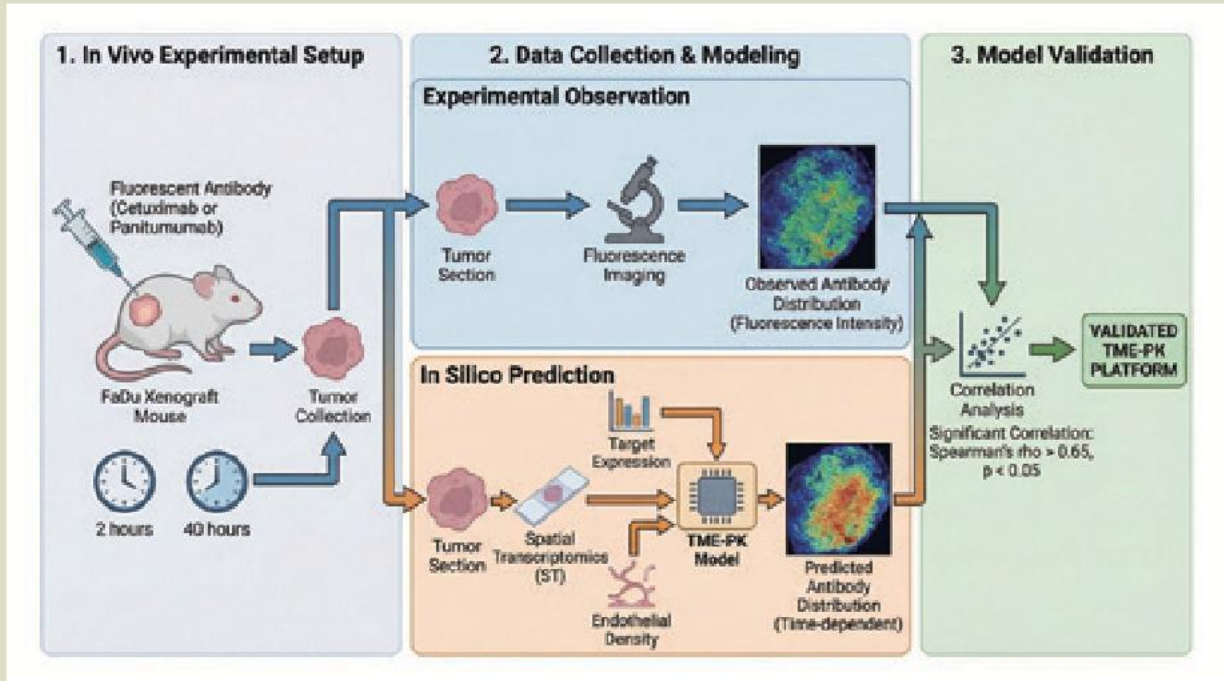 1. In Vivo Experimental Setup
Fluorescent Antibody
(Cetuximab or
Panitumumab)
FaDu Xenograft
Mouse
Tumor
Collection
2 hours
40 hours
2. Data Collection & Modeling
Experimental Observation
Tumor
Section
Fluorescence
Imaging
Observed Antibody
Distribution
(Fluorescence Intensity)
In Silico Prediction
Target
Expression
Tumor
Section
Spatial
Transcriptomics
(ST)
Endothelial
Density
TME-PK
Model
Predicted
Antibody
Distribution
(Time-dependent)
3. Model Validation
Correlation
Analysis
Significant Correlation:
Spearman's rho > 0.65,
p < 0.05
VALIDATED
TME-PK
PLATFORM